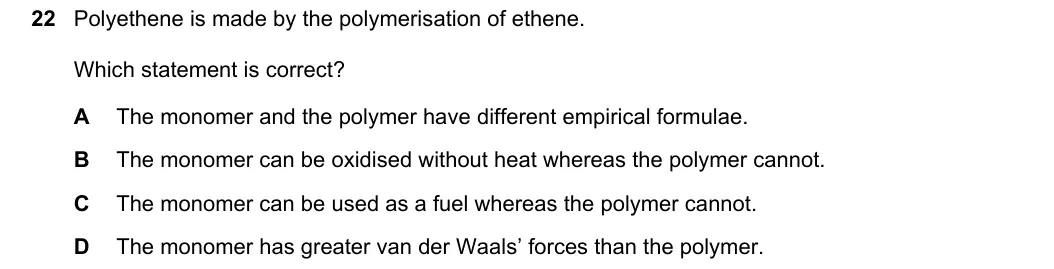 22 Polyethene is made by the polymerisation of ethene.
Which statement is correct?
A The monomer and the polymer have different empirical formulae.
B The monomer can be oxidised without heat whereas the polymer cannot.
C The monomer can be used as a fuel whereas the polymer cannot.
D The monomer has greater van der Waals’ forces than the polymer.